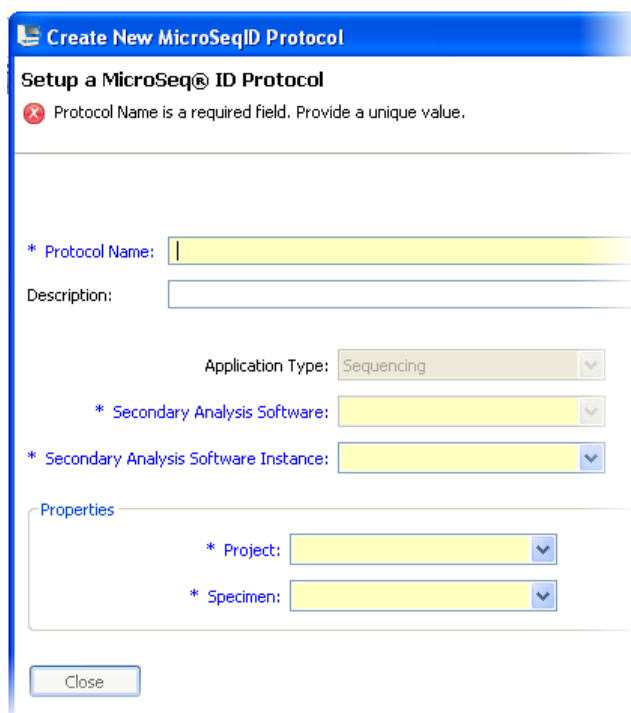 Create New MicroSeqID Protocol
Setup a MicroSeq® ID Protocol
Protocol Name is a required field. Provide a unique value.
* Protocol Name:
Description:
Application Type: Sequencing
* Secondary Analysis Software:
* Secondary Analysis Software Instance:
Properties
* Project:
* Specimen:
Close